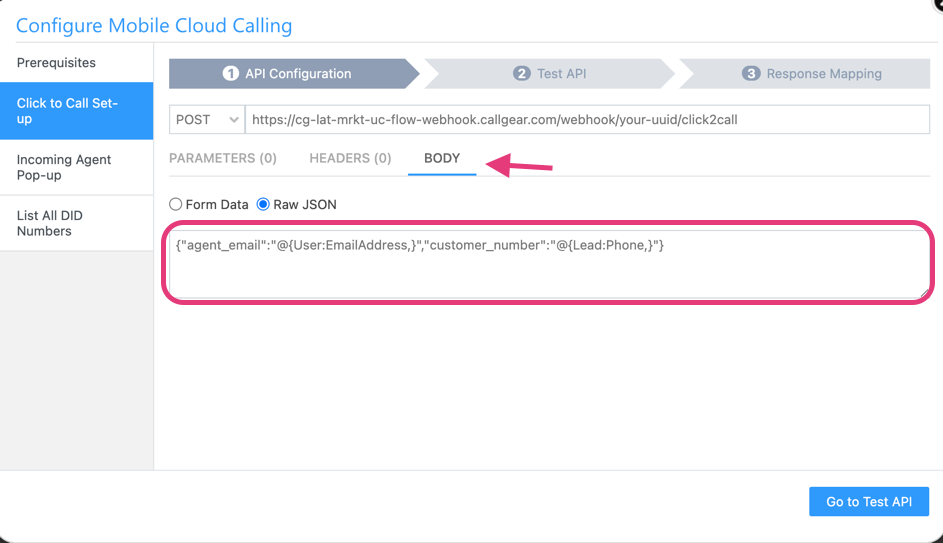 Configure Mobile Cloud Calling
Prerequisites
Click to Call Set-
up
Incoming Agent
Pop-up
List All DID
Numbers
1 API Configuration
2 Test API
3 Response Mapping
POST
https://cg-lat-mrkt-uc-flow-webhook.callgear.com/webhook/your-uuid/click2call
PARAMETERS (0)
HEADERS (0)
BODY
Form Data
Raw JSON
{"agent_email":"@{User:EmailAddress,}","customer_number":"@{Lead:Phone,}"}
Go to Test API